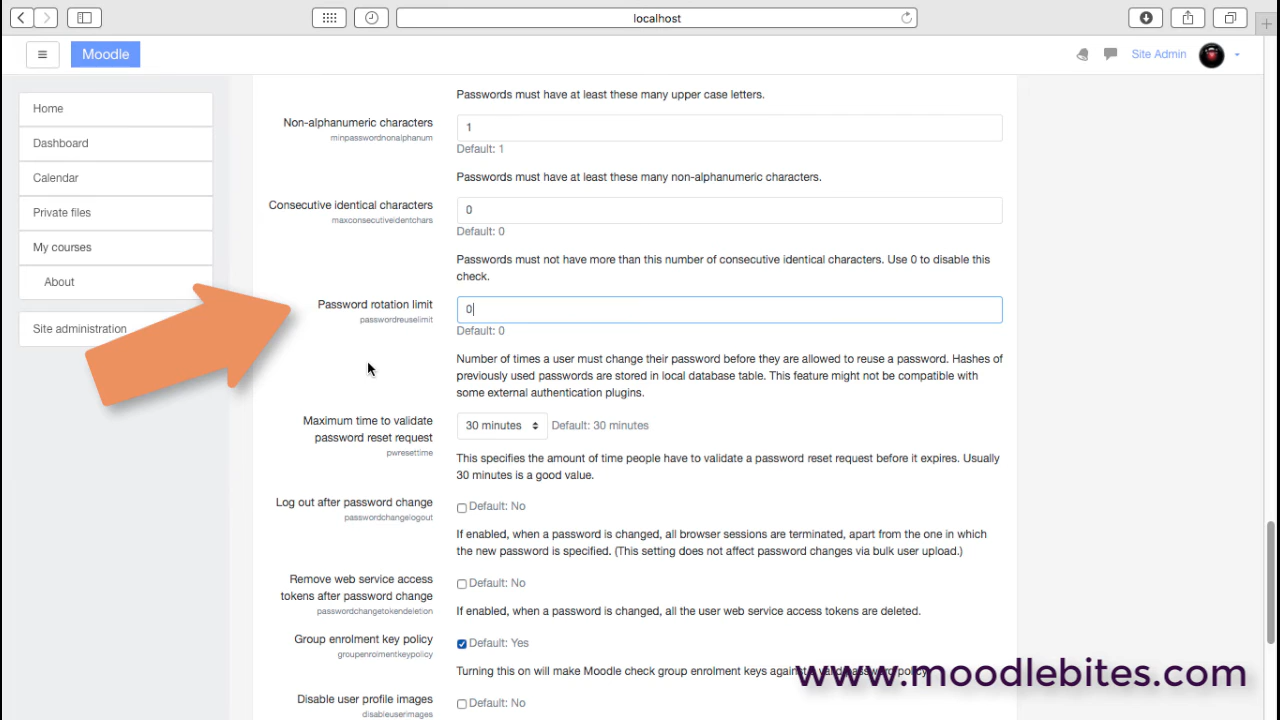 localhost
Moodle
Site Admin
Home
Dashboard
Calendar
Private files
My courses
About
Site administration
Passwords must have at least these many upper case letters.
Non-alphanumeric characters
minpasswordnonalphanum
1
Default: 1
Passwords must have at least these many non-alphanumeric characters.
Consecutive identical characters
maxconsecutiveidentchars
0
Default: 0
Passwords must not have more than this number of consecutive identical characters. Use 0 to disable this
check.
Password rotation limit
passwordreuselimit
0
Default: 0
Number of times a user must change their password before they are allowed to reuse a password. Hashes of
previously used passwords are stored in local database table. This feature might not be compatible with
some external authentication plugins.
Maximum time to validate
password reset request
pwresettime
30 minutes Default: 30 minutes
This specifies the amount of time people have to validate a password reset request before it expires. Usually
30 minutes is a good value.
Log out after password change
passwordchangelogout
Default: No
If enabled, when a password is changed, all browser sessions are terminated, apart from the one in which
the new password is specified. (This setting does not affect password changes via bulk user upload.)
Remove web service access
tokens after password change
passwordchangetokendeletion
Default: No
If enabled, when a password is changed, all the user web service access tokens are deleted.
Group enrolment key policy
groupenrolmentkeypolicy
Default: Yes
Turning this on will make Moodle check group enrolment keys against a valid password policy.
www.moodlebites.com
Disable user profile images
disableuserimages
Default: No